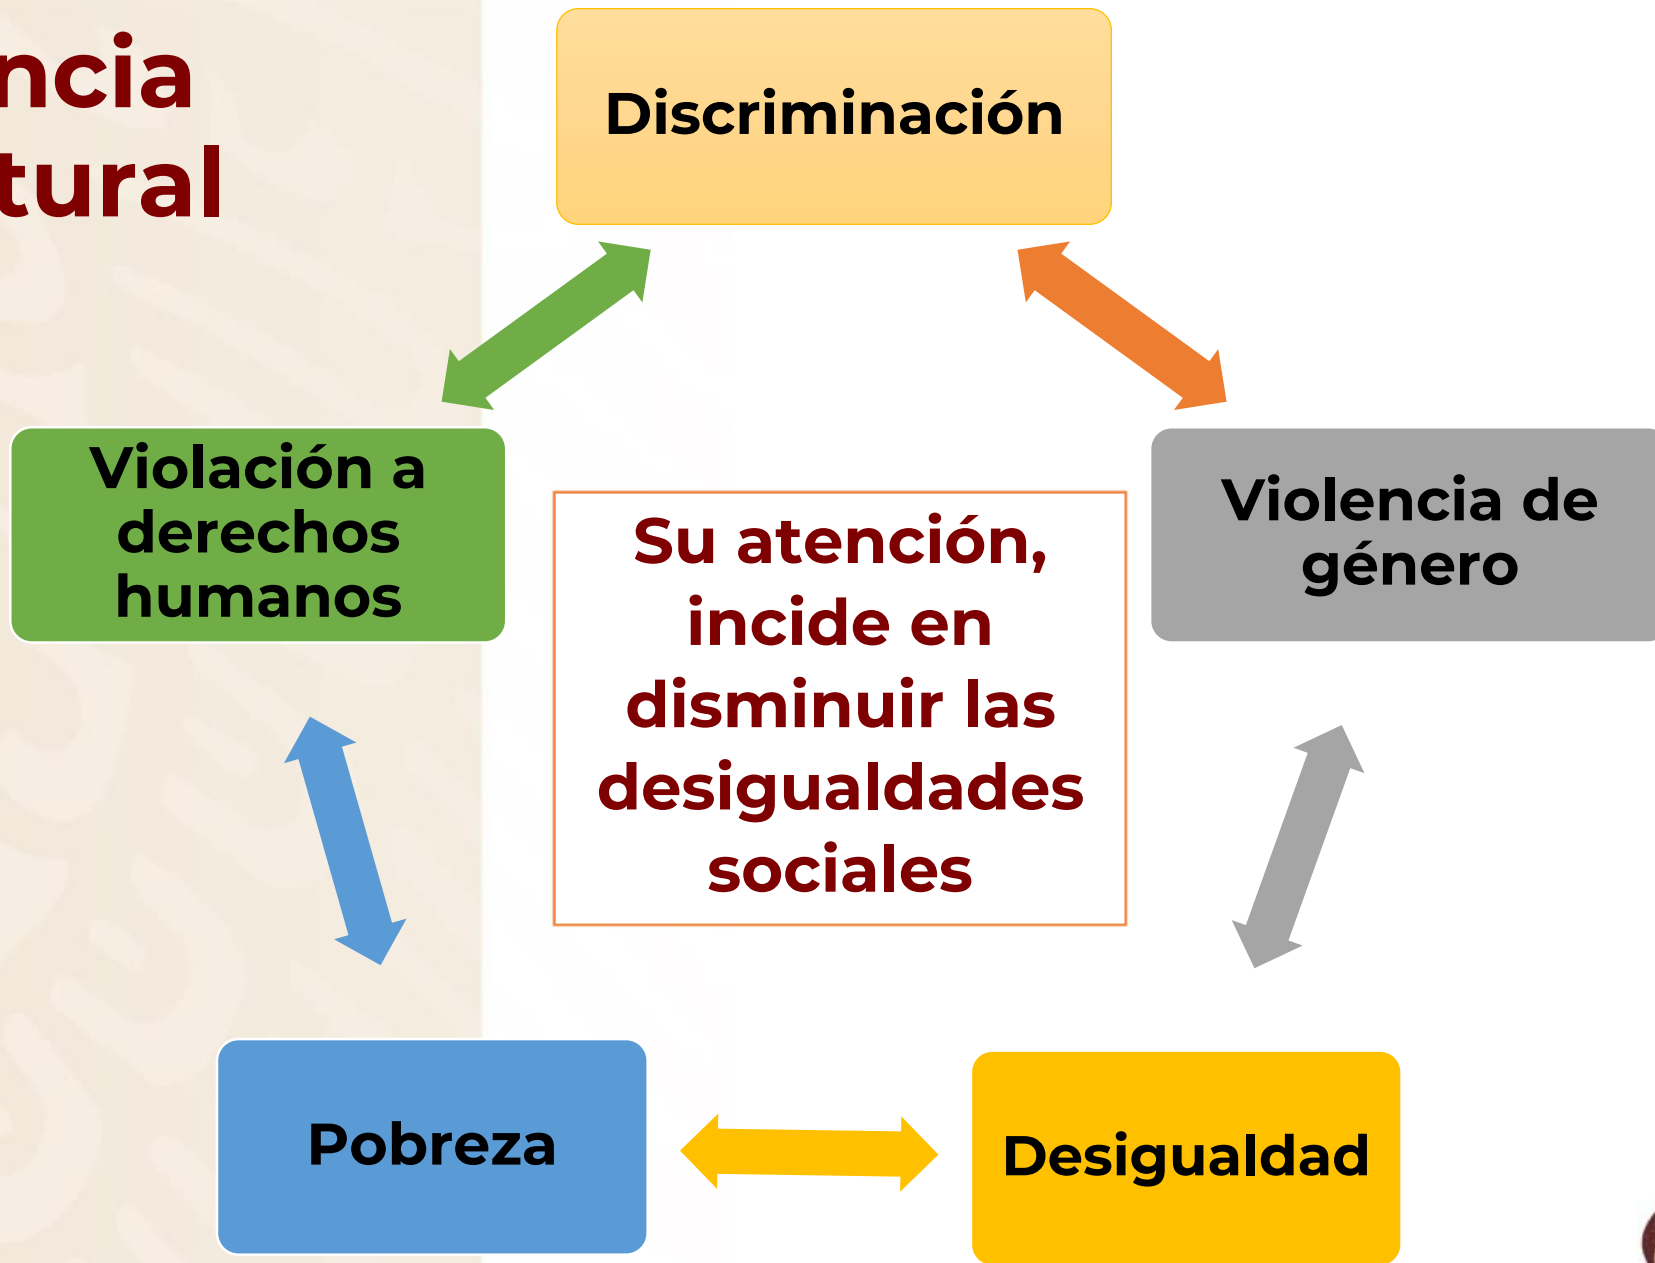 ncia
tural
Discriminación
Violación a
derechos
humanos
Su atención,
incide en
disminuir las
desigualdades
sociales
Violencia de
género
Pobreza
Desigualdad